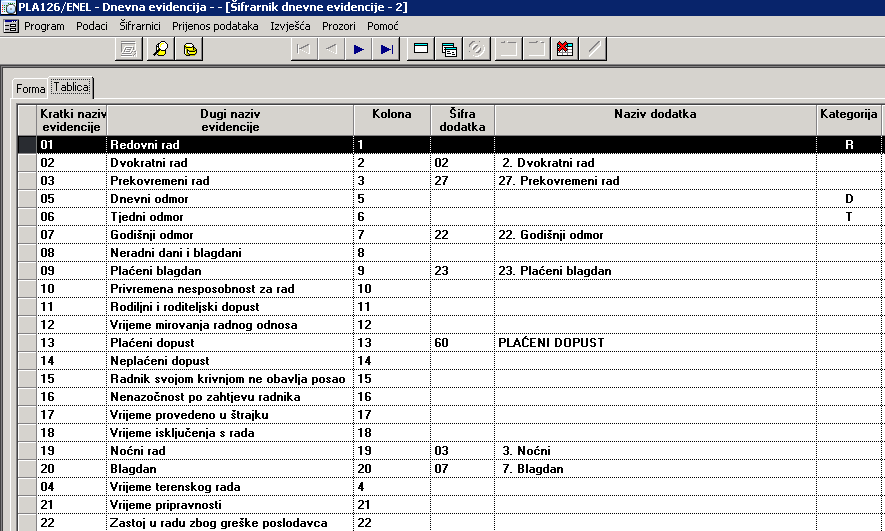 PLA126/ENEL - Dnevna evidencija - - [Šifrarnik dnevne evidencije - 2]
Program Podaci Šifrarnici Prijenos podataka Izvješća Prozori Pomoć
Forma Tablica
Kratki naziv evidencije Dugi naziv evidencije Kolona Šifra dodatka Naziv dodatka Kategorija
01 Redovni rad 1 R
02 Dvokratni rad 2 02 2. Dvokratni rad
03 Prekovremeni rad 3 27 27. Prekovremeni rad
05 Dnevni odmor 5 D
06 Tjedni odmor 6 T
07 Godišnji odmor 7 22 22. Godišnji odmor
08 Neradni dani i blagdani 8
09 Plaćeni blagdan 9 23 23. Plaćeni blagdan
10 Privremena nesposobnost za rad 10
11 Rodiljni i roditeljski dopust 11
12 Vrijeme mirovanja radnog odnosa 12
13 Plaćeni dopust 13 60 PLAĆENI DOPUST
14 Neplaćeni dopust 14
15 Radnik svojom krivnjom ne obavlja posao 15
16 Nenazočnost po zahtjevu radnika 16
17 Vrijeme provedeno u štrajku 17
18 Vrijeme isključenja s rada 18
19 Noćni rad 19 03 3. Noćni
20 Blagdan 20 07 7. Blagdan
04 Vrijeme terenskog rada 4
21 Vrijeme pripravnosti 21
22 Zastoj u radu zbog greške poslodavca 22